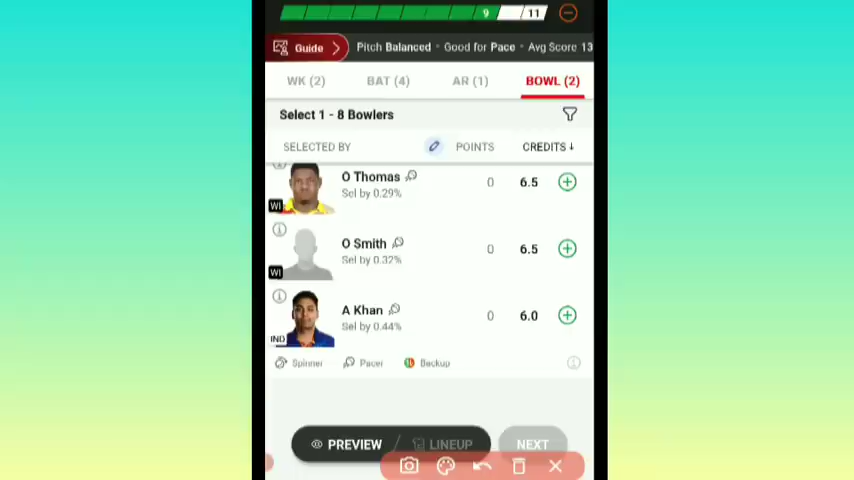 9 11
Guide Pitch Balanced • Good for Pace • Avg Score 13
WK (2) BAT (4) AR (1) BOWL (2)
Select 1 - 8 Bowlers
SELECTED BY POINTS CREDITS↓
O Thomas
Sel by 0.29%
0 6.5
WI
O Smith
Sel by 0.32%
0 6.5
WI
A Khan
Sel by 0.44%
0 6.0
IND
Spinner Pacer Backup
PREVIEW / LINEUP NEXT